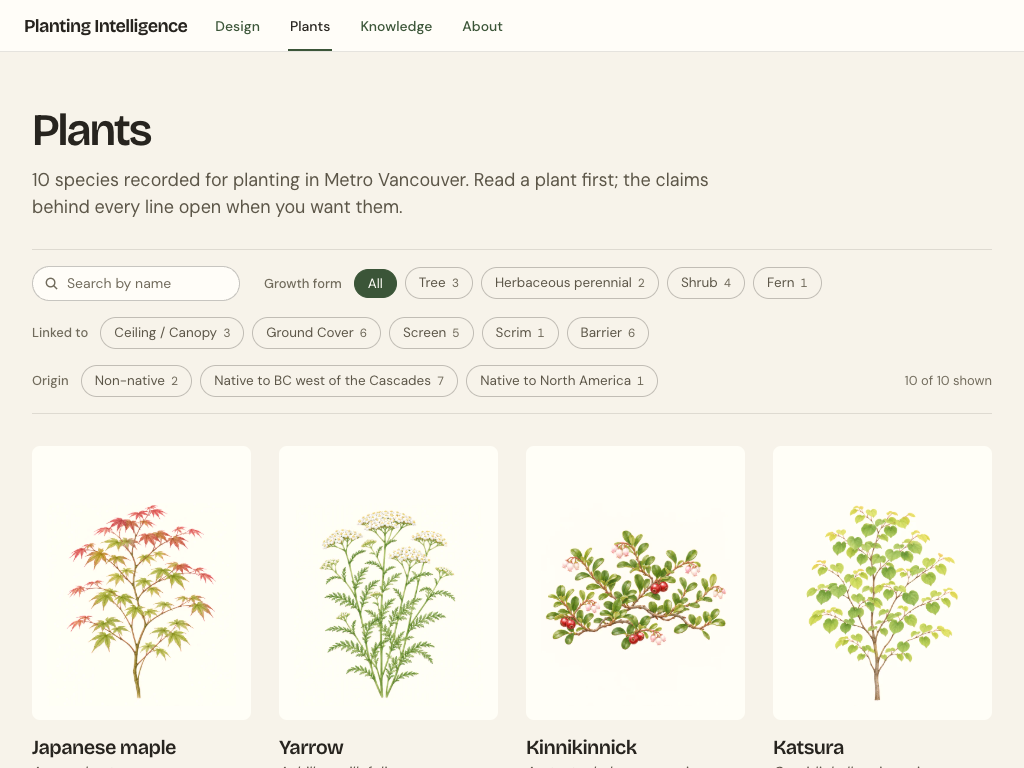 Planting Intelligence Design Plants Knowledge About
Plants
10 species recorded for planting in Metro Vancouver. Read a plant first; the claims
behind every line open when you want them.
Search by name Growth form All Tree 3 Herbaceous perennial 2 Shrub 4 Fern 1
Linked to Ceiling / Canopy 3 Ground Cover 6 Screen 5 Scrim 1 Barrier 6
Origin Non-native 2 Native to BC west of the Cascades 7 Native to North America 1 10 of 10 shown
Japanese maple Yarrow Kinnikinnick Katsura